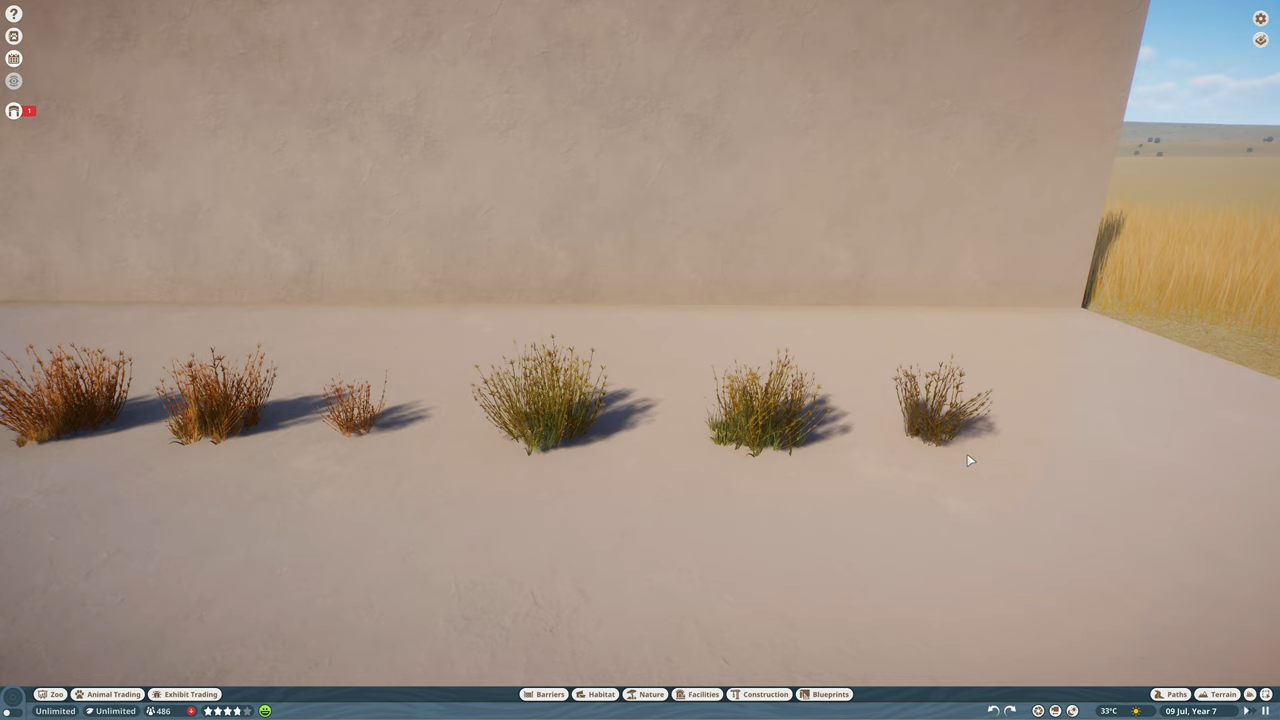 ?
1
Zoo Animal Trading Exhibit Trading Barriers Habitat Nature Facilities Construction Blueprints Paths Terrain
Unlimited Unlimited 486 33°C 09 Jul, Year 7